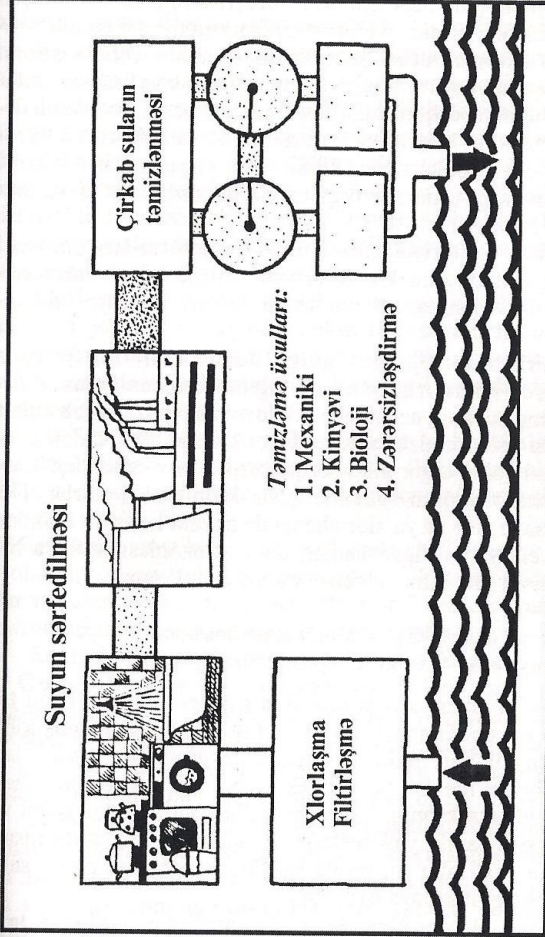 Suyun sərfedilməsi
Xlorlaşma
Filtirləşmə
Çirkab suların
təmizlənməsi
Təmizləmə üsulları:
1. Mexaniki
2. Kimyəvi
3. Bioloji
4. Zərərsizləşdirmə